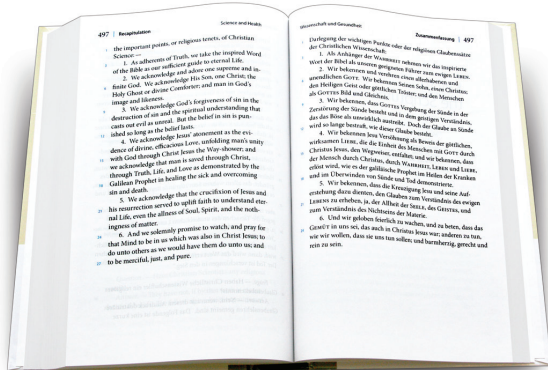 497 | Recapitulation
Science and Health
the important points, or religious tenets, of Christian
Science: —
1. As adherents of Truth, we take the inspired Word
of the Bible as our sufficient guide to eternal Life.
2. We acknowledge and adore one supreme and in-
finite God. We acknowledge His Son, one Christ; the
Holy Ghost or divine Comforter; and man in God's
image and likeness.
3. We acknowledge God's forgiveness of sin in the
destruction of sin and the spiritual understanding that
casts out evil as unreal. But the belief in sin is pun-
ished so long as the belief lasts.
4. We acknowledge Jesus' atonement as the evi-
dence of divine, efficacious Love, unfolding man's unity
with God through Christ Jesus the Way-shower; and
we acknowledge that man is saved through Christ,
through Truth, Life, and Love as demonstrated by the
Galilean Prophet in healing the sick and overcoming
sin and death.
5. We acknowledge that the crucifixion of Jesus and
his resurrection served to uplift faith to understand eter-
nal Life, even the allness of Soul, Spirit, and the noth-
ingness of matter.
6. And we solemnly promise to watch, and pray for
that Mind to be in us which was also in Christ Jesus; to
do unto others as we would have them do unto us; and
to be merciful, just, and pure.
Wissenschaft und Gesundheit
Zusammenfassung | 497
Darlegung der wichtigen Punkte oder der religiösen Glaubenssätze
der Christlichen Wissenschaft:
1. Als Anhänger der WAHRHEIT nehmen wir das inspirierte
Wort der Bibel als unseren geeigneten Führer zum ewigen LEBEN.
2. Wir bekennen und verehren einen allerhabenen und
unendlichen GOTT. Wir bekennen Seinen Sohn, einen Christus;
den Heiligen Geist oder göttlichen Tröster; und den Menschen
als GOTTES Bild und Gleichnis.
3. Wir bekennen, dass GOTTES Vergebung der Sünde in der
Zerstörung der Sünde besteht und in dem geistigen Verständnis,
das das Böse als unwirklich austreibt. Doch der Glaube an Sünde
wird so lange bestraft, wie dieser Glaube besteht.
4. Wir bekennen Jesu Versöhnung als Beweis der göttlichen,
wirksamen LIEBE, die die Einheit des Menschen mit GOTT durch
Christus Jesus, den Wegweiser, entfaltet; und wir bekennen, dass
der Mensch durch Christus, durch WAHRHEIT, LEBEN und LIEBE,
erlöst wird, wie es der galiläische Prophet im Heilen der Kranken
und im Überwinden von Sünde und Tod demonstrierte.
5. Wir bekennen, dass die Kreuzigung Jesu und seine Auf-
erstehung dazu dienten, den Glauben zum Verständnis des ewigen
LEBENS zu erheben, ja, der Allheit der SEELE, des GEISTES, und
zum Verständnis des Nichtseins der Materie.
6. Und wir geloben feierlich zu wachen, und zu beten, dass das
GEMÜT in uns sei, das auch in Christus Jesus war; anderen zu tun,
wie wir wollen, dass sie uns tun sollen; und barmherzig, gerecht und
rein zu sein.